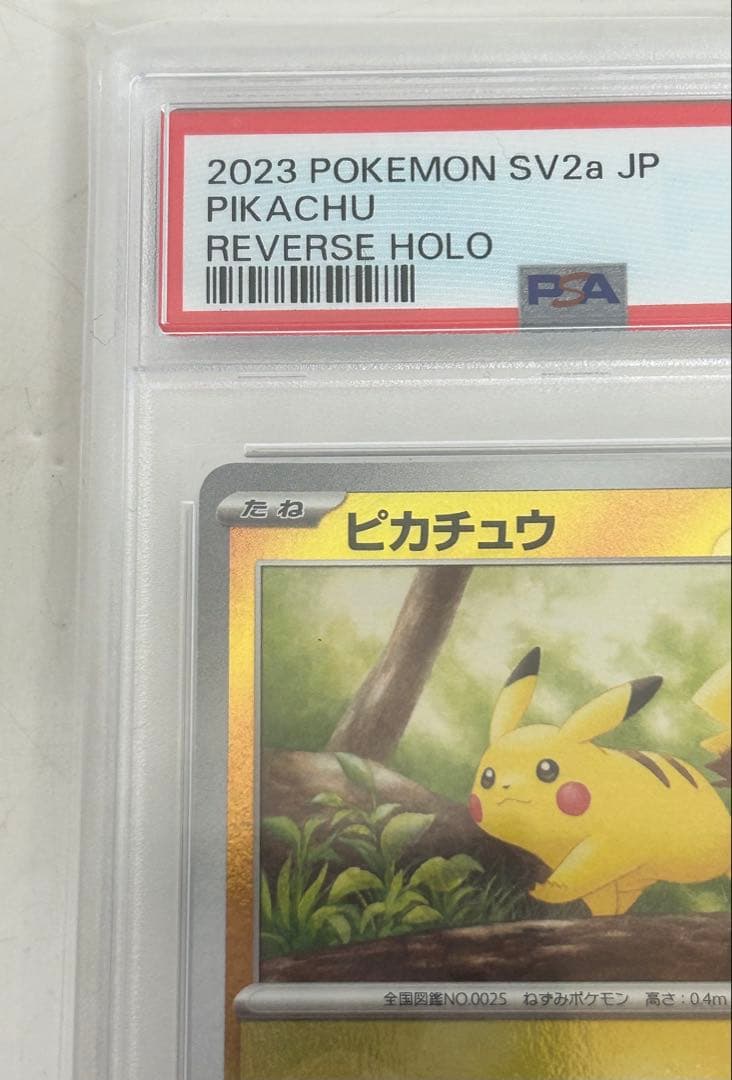 2023 POKEMON SV2a JP
PIKACHU
REVERSE HOLO
PSA
たね
ピカチュウ
全国図鑑NO.0025 ねずみポケモン 高さ:0.4m